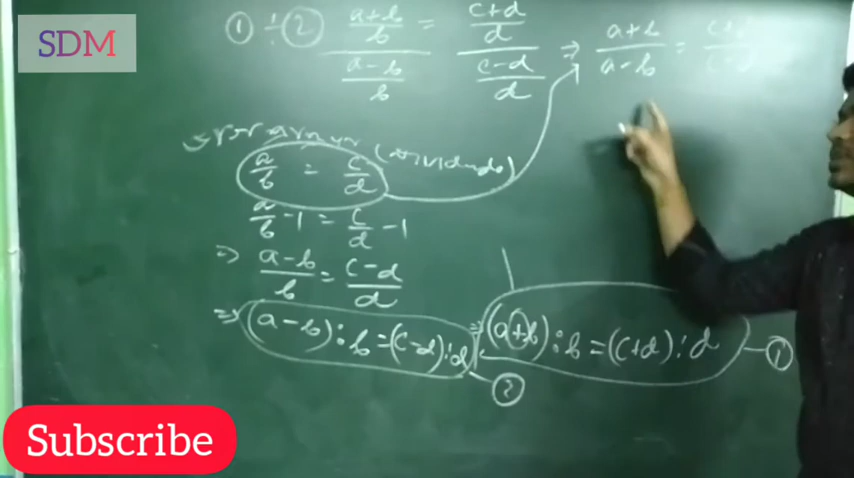 SDM
① ÷ ② (a+b)/b / (a-b)/b = (c+d)/d / (c-d)/d ⇒ (a+b)/(a-b) =
a/b = c/d
a/b - 1 = c/d - 1
⇒ (a-b)/b = (c-d)/d
⇒ (a-b) : b = (c-d) : d ②
⇒ (a+b) : b = (c+d) : d ①
Subscribe